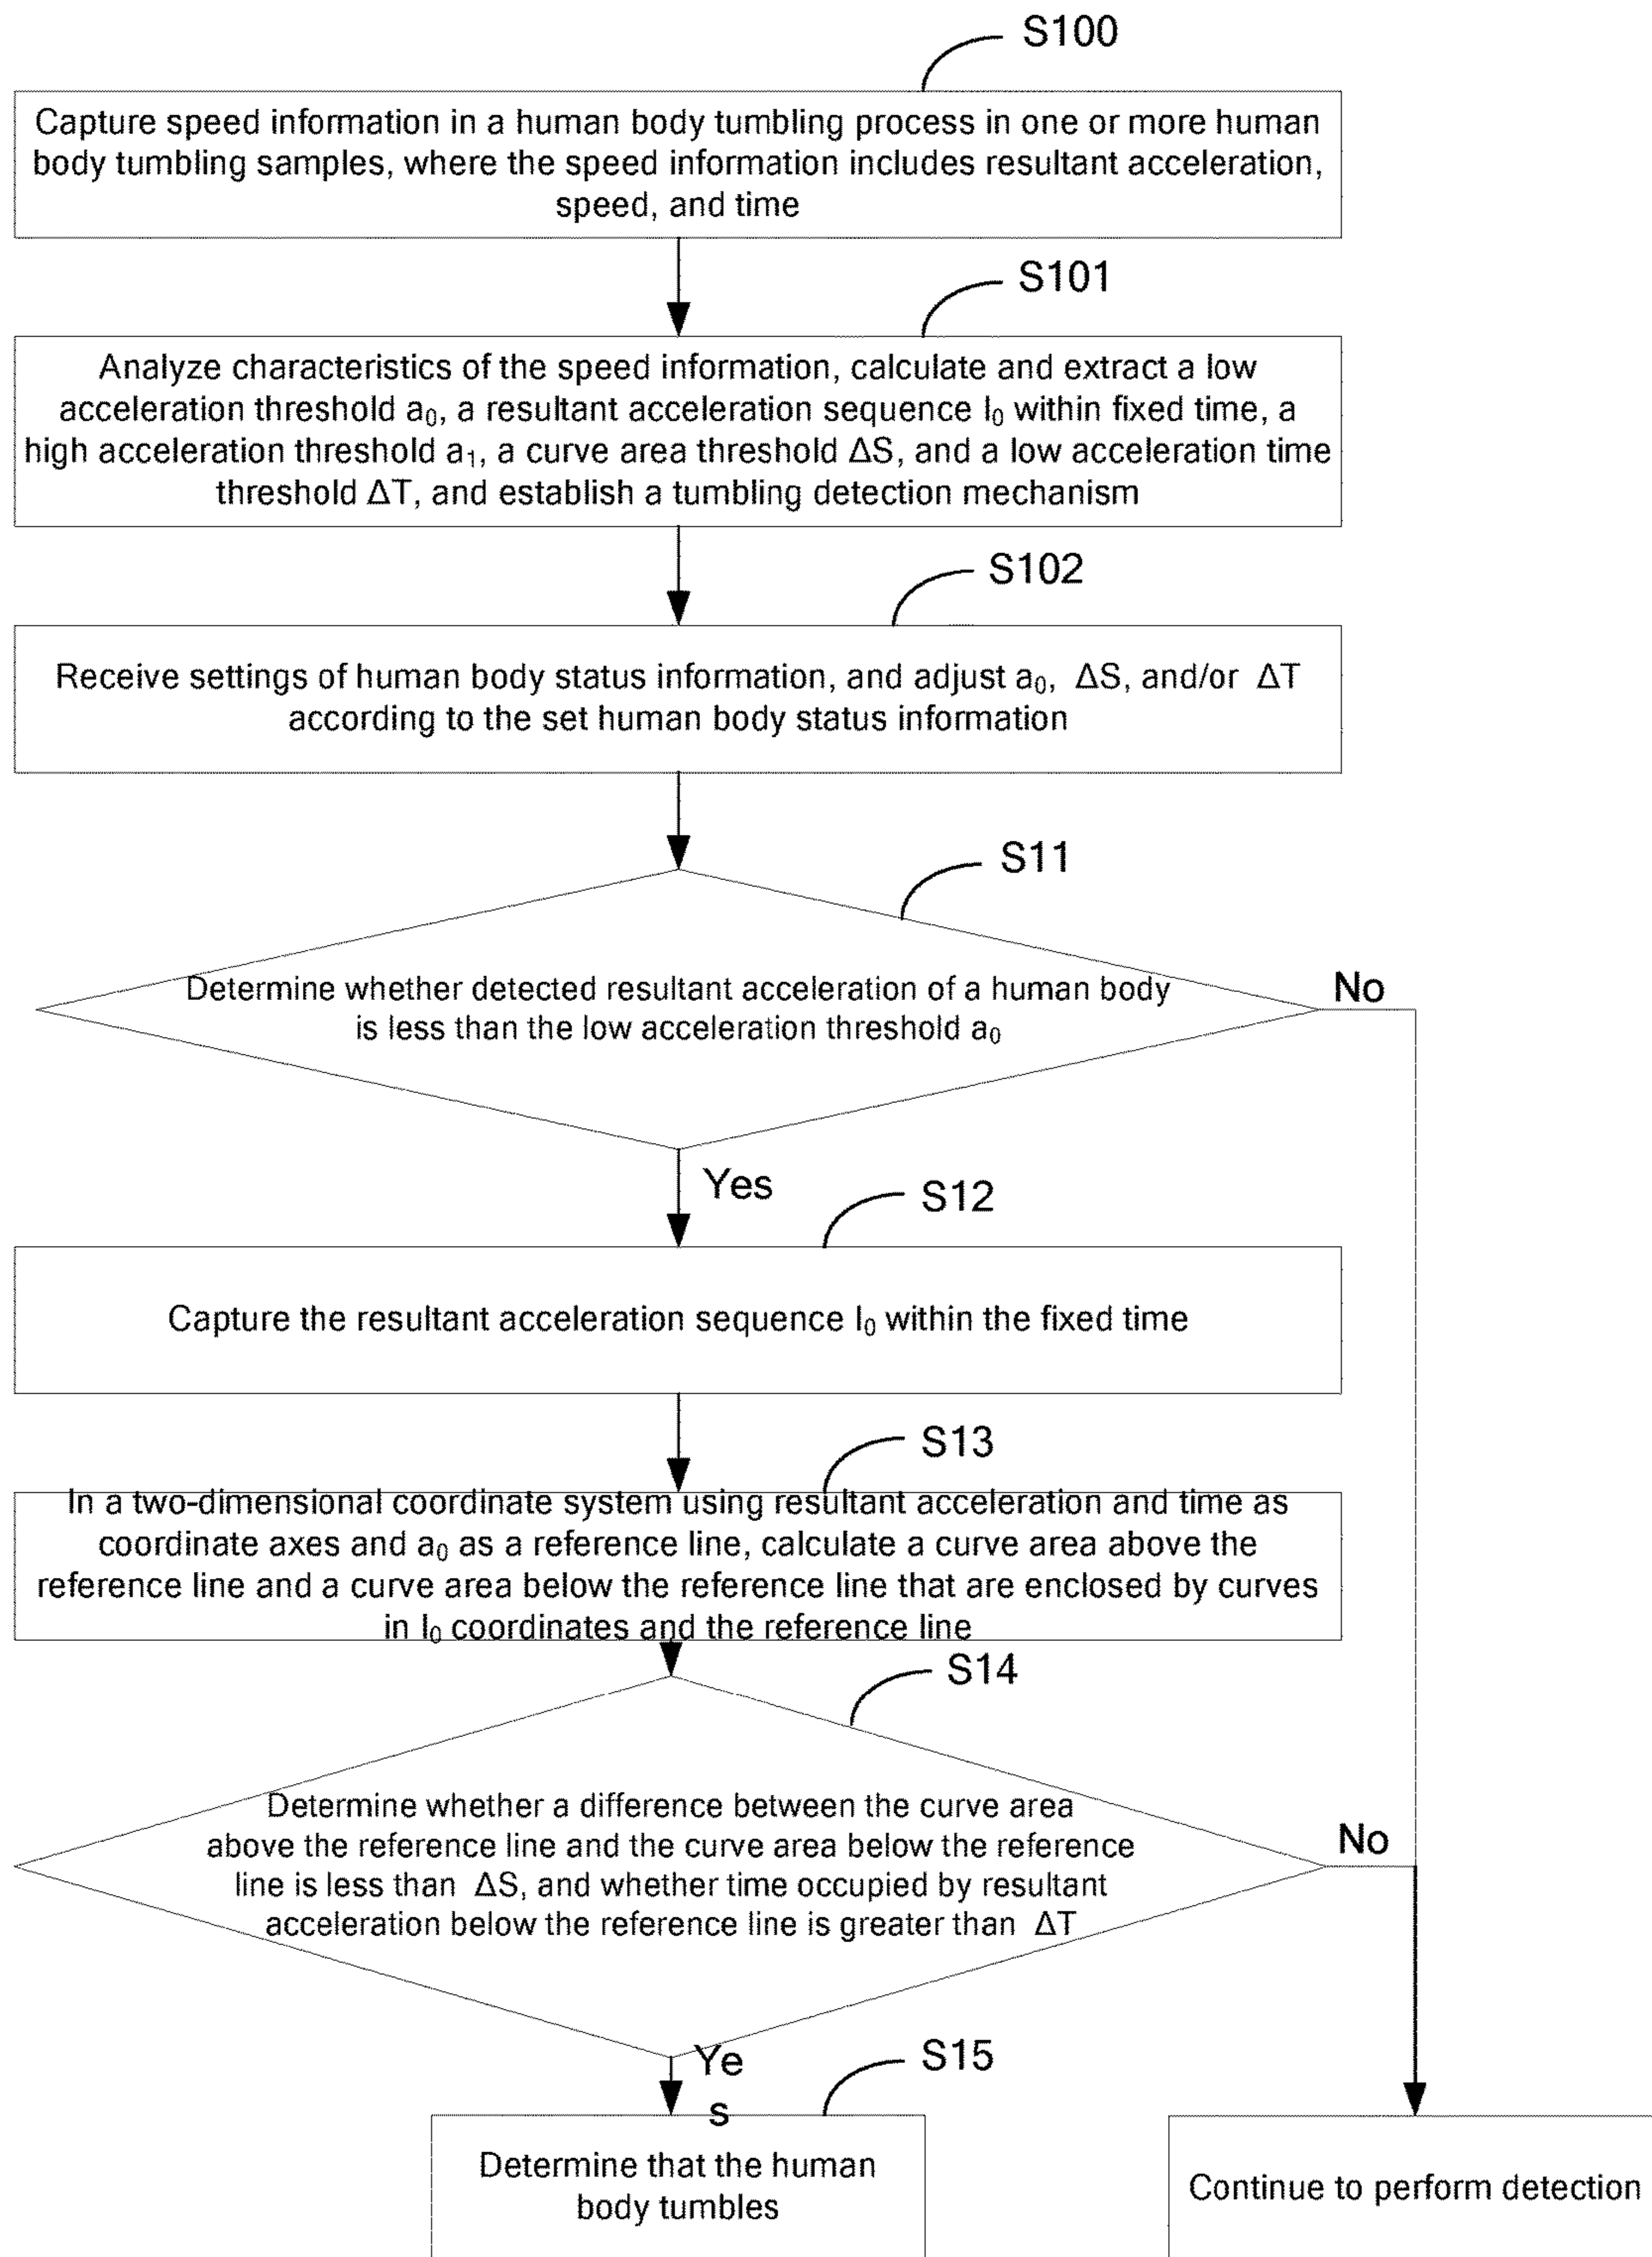 S100
Capture speed information in a human body tumbling process in one or more human
body tumbling samples, where the speed information includes resultant acceleration,
speed, and time
S101
Analyze characteristics of the speed information, calculate and extract a low
acceleration threshold a₀, a resultant acceleration sequence I₀ within fixed time, a
high acceleration threshold a₁, a curve area threshold ΔS, and a low acceleration time
threshold ΔT, and establish a tumbling detection mechanism
S102
Receive settings of human body status information, and adjust a₀, ΔS, and/or ΔT
according to the set human body status information
S11
Determine whether detected resultant acceleration of a human body
is less than the low acceleration threshold a₀
No
Yes
S12
Capture the resultant acceleration sequence I₀ within the fixed time
S13
In a two-dimensional coordinate system using resultant acceleration and time as
coordinate axes and a₀ as a reference line, calculate a curve area above the
reference line and a curve area below the reference line that are enclosed by curves
in I₀ coordinates and the reference line
S14
Determine whether a difference between the curve area
above the reference line and the curve area below the reference
line is less than ΔS, and whether time occupied by resultant
acceleration below the reference line is greater than ΔT
No
Ye
s
S15
Determine that the human
body tumbles
Continue to perform detection